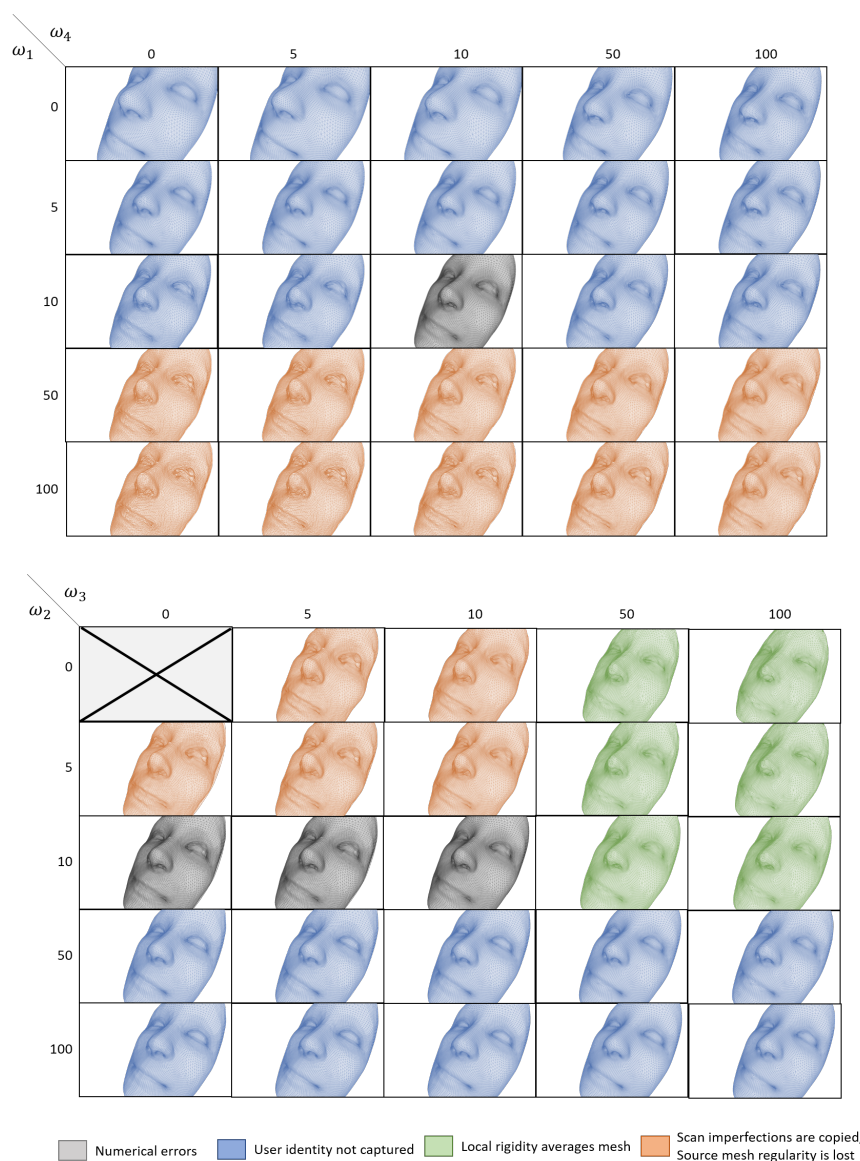 ω₄
ω₁
0 5 10 50 100
0
5
10
50
100
ω₃
ω₂
0 5 10 50 100
0
5
10
50
100
Numerical errors
User identity not captured
Local rigidity averages mesh
Scan imperfections are copied,
Source mesh regularity is lost